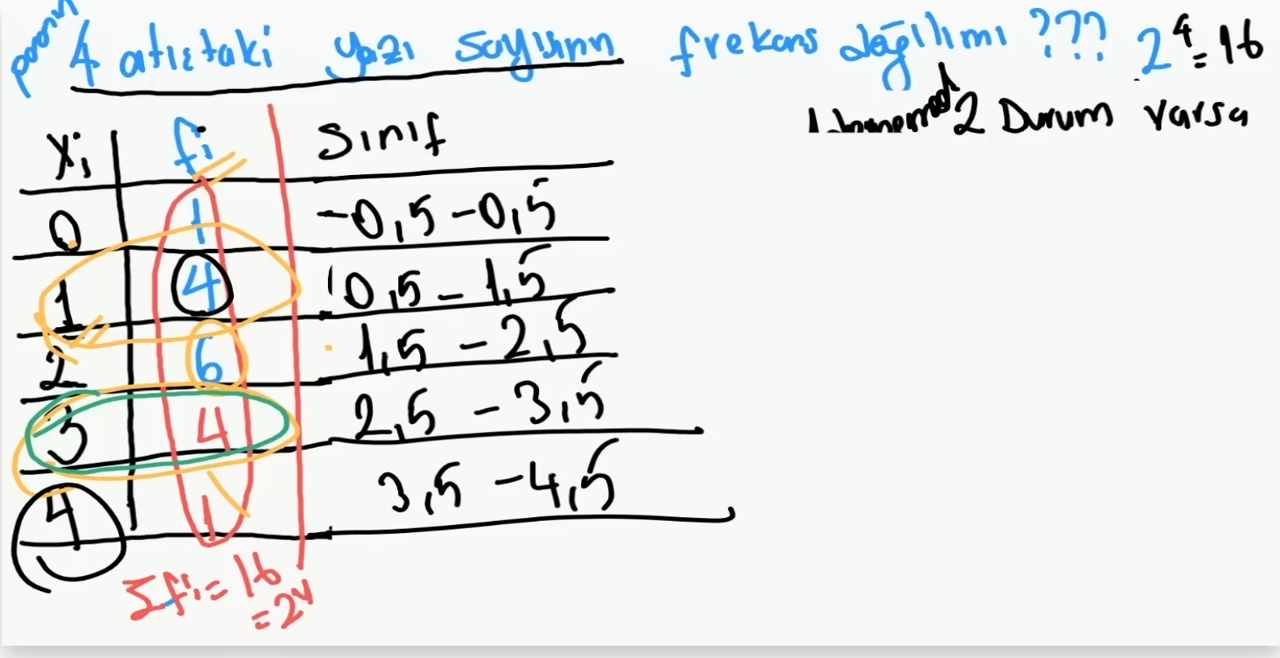 paranın 4 atıştaki yazı sayısının frekans dağılımı ??? 2⁴ = 16
2 Durum varsa
xi fi Sınıf
0 1 -0,5 - 0,5
1 4 0,5 - 1,5
2 6 1,5 - 2,5
3 4 2,5 - 3,5
4 1 3,5 - 4,5
Σfi = 16
= 2⁴